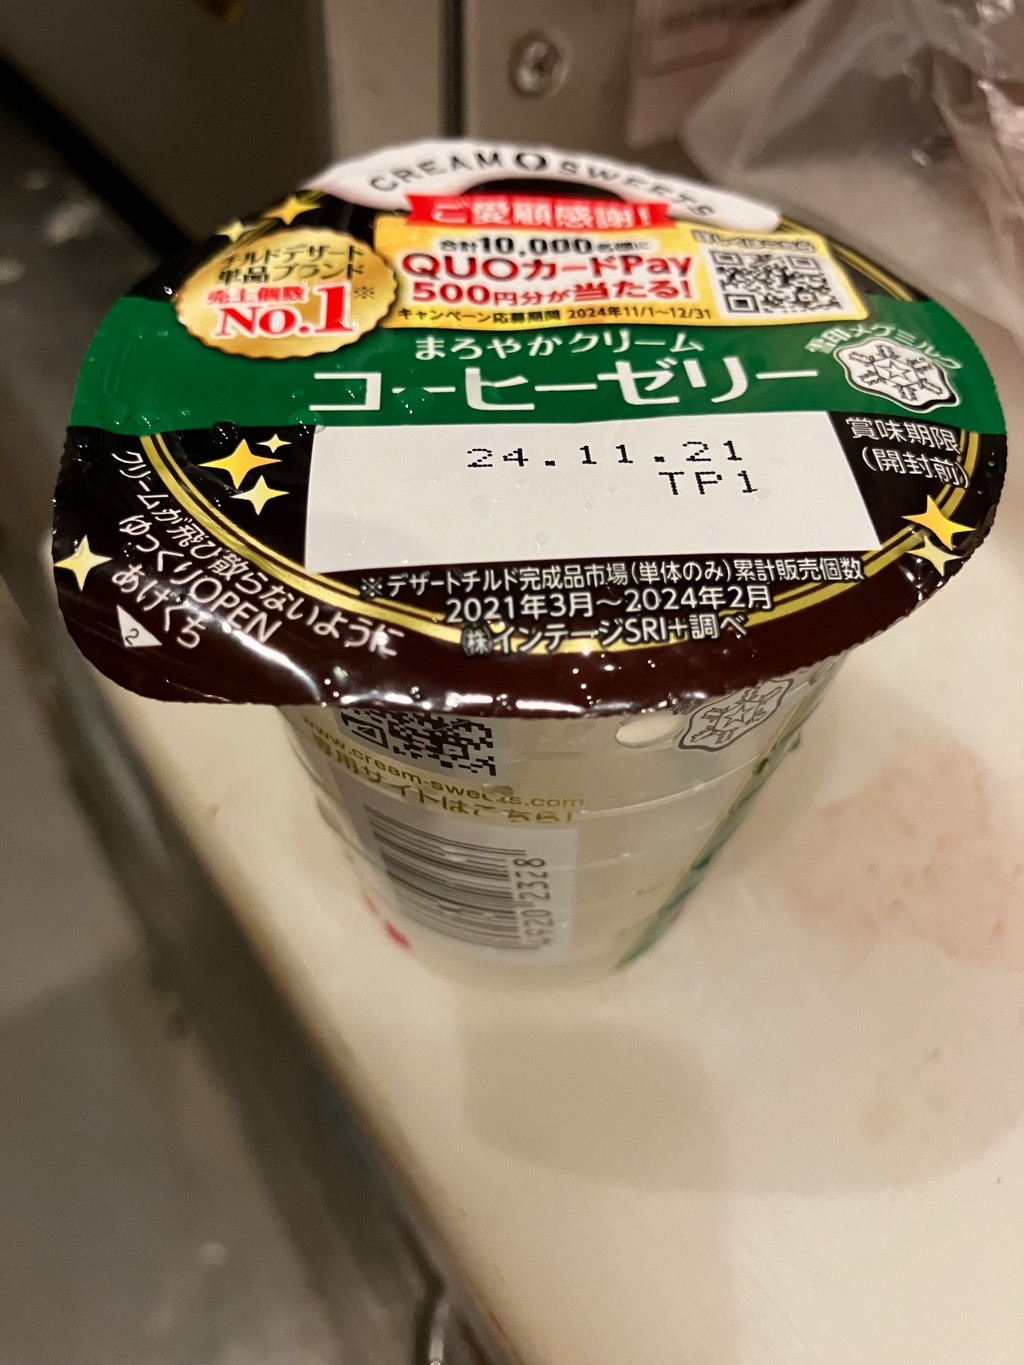 CREAM SWEETS
ご愛顧感謝!
合計10,000名様に
QUOカードPay
500円分が当たる!
キャンペーン応募期間 2024年11/1~12/31
チルドデザート
単品ブランド
売上個数
No.1※
まろやかクリーム
コーヒーゼリー
雪印メグミルク
24.11.21
TP1
賞味期限
(開封前)
※デザートチルド完成品市場(単体のみ)累計販売個数
2021年3月～2024年2月
㈱インテージSRI+調べ
クリームが飛び散らないように
ゆっくりOPEN
あけくち
2
www.cream-sweets.com
専用サイトはこちら!
4920 2328